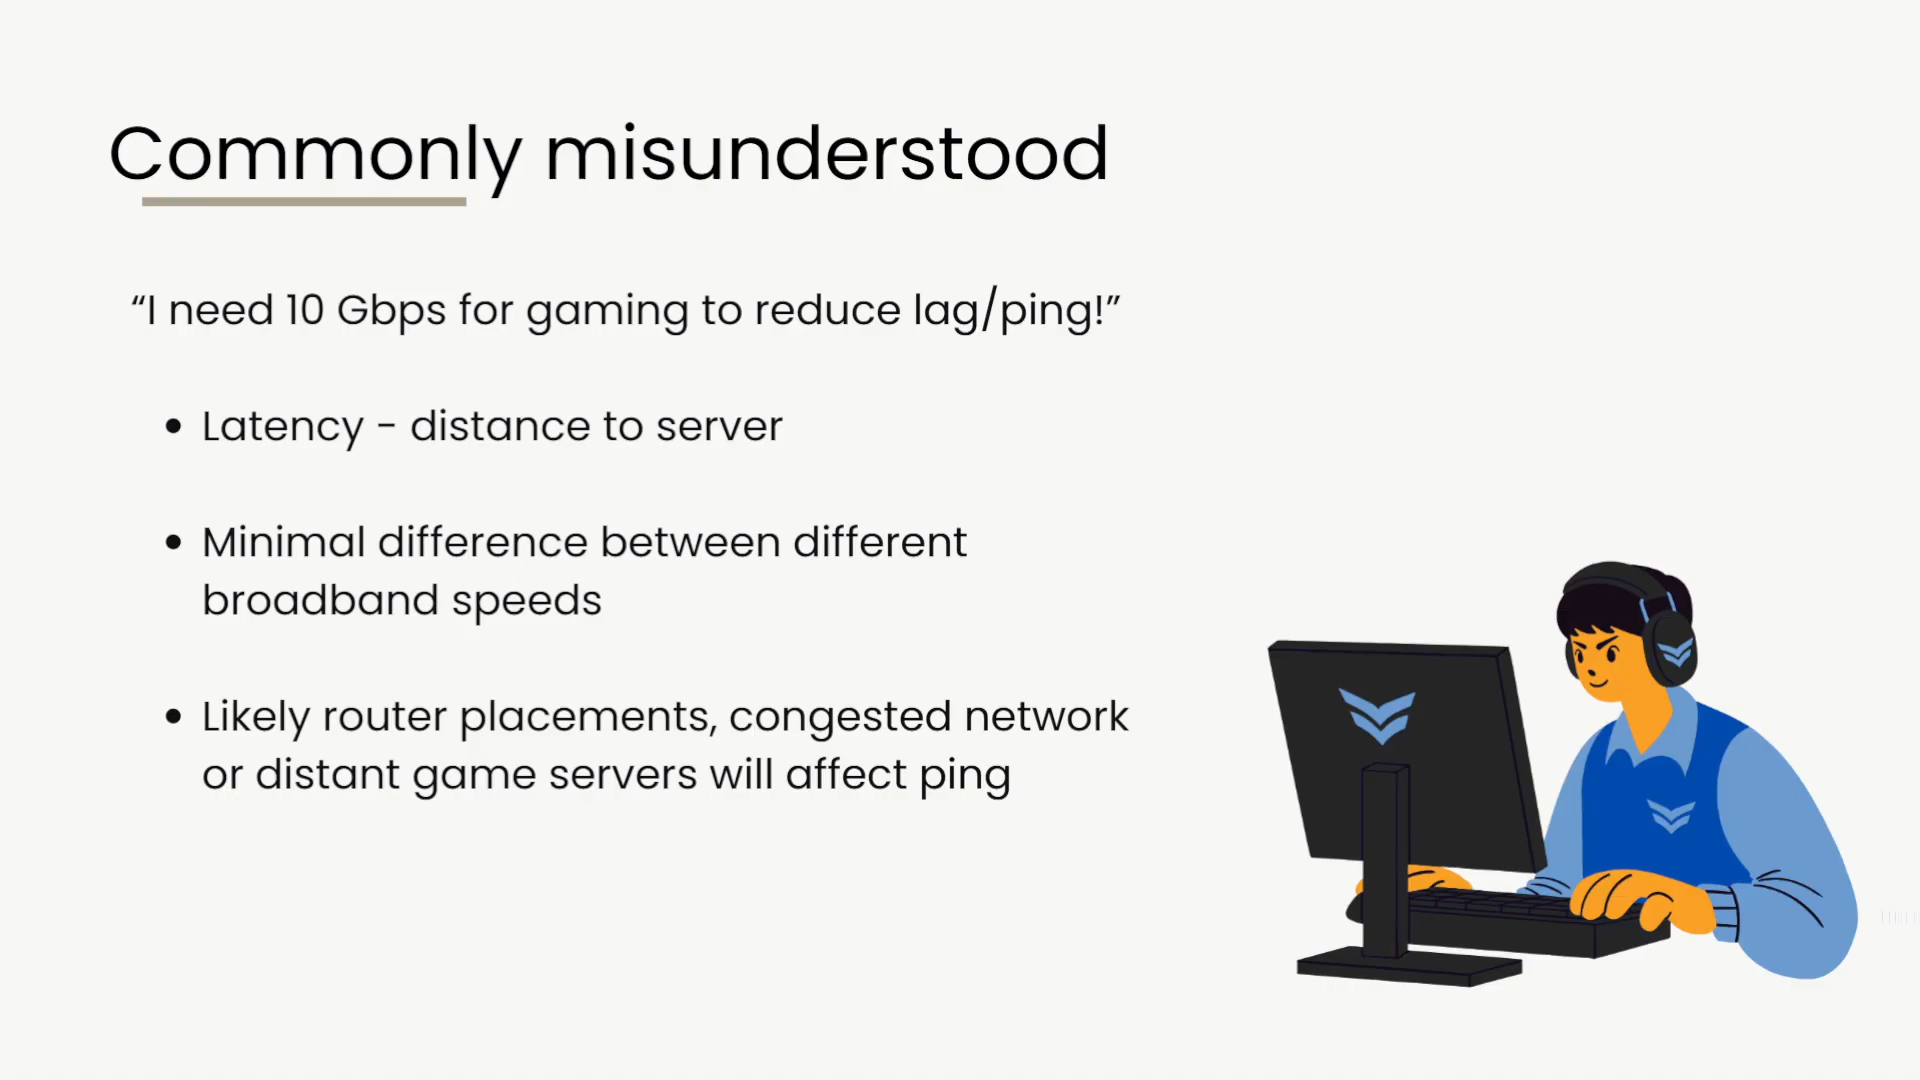 Commonly misunderstood
“I need 10 Gbps for gaming to reduce lag/ping!”
• Latency - distance to server
• Minimal difference between different
broadband speeds
• Likely router placements, congested network
or distant game servers will affect ping